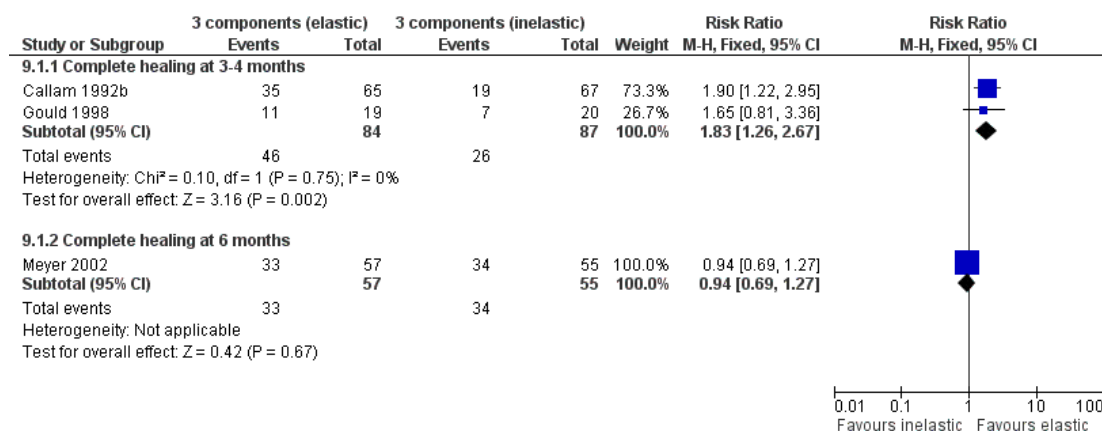 3 components (elastic) 3 components (inelastic) Risk Ratio Risk Ratio
Study or Subgroup Events Total Events Total Weight M-H, Fixed, 95% CI M-H, Fixed, 95% CI
9.1.1 Complete healing at 3-4 months
Callam 1992b 35 65 19 67 73.3% 1.90 [1.22, 2.95]
Gould 1998 11 19 7 20 26.7% 1.65 [0.81, 3.36]
Subtotal (95% CI) 84 87 100.0% 1.83 [1.26, 2.67]
Total events 46 26
Heterogeneity: Chi² = 0.10, df = 1 (P = 0.75); I² = 0%
Test for overall effect: Z = 3.16 (P = 0.002)
9.1.2 Complete healing at 6 months
Meyer 2002 33 57 34 55 100.0% 0.94 [0.69, 1.27]
Subtotal (95% CI) 57 55 100.0% 0.94 [0.69, 1.27]
Total events 33 34
Heterogeneity: Not applicable
Test for overall effect: Z = 0.42 (P = 0.67)
0.01 0.1 1 10 100
Favours inelastic Favours elastic